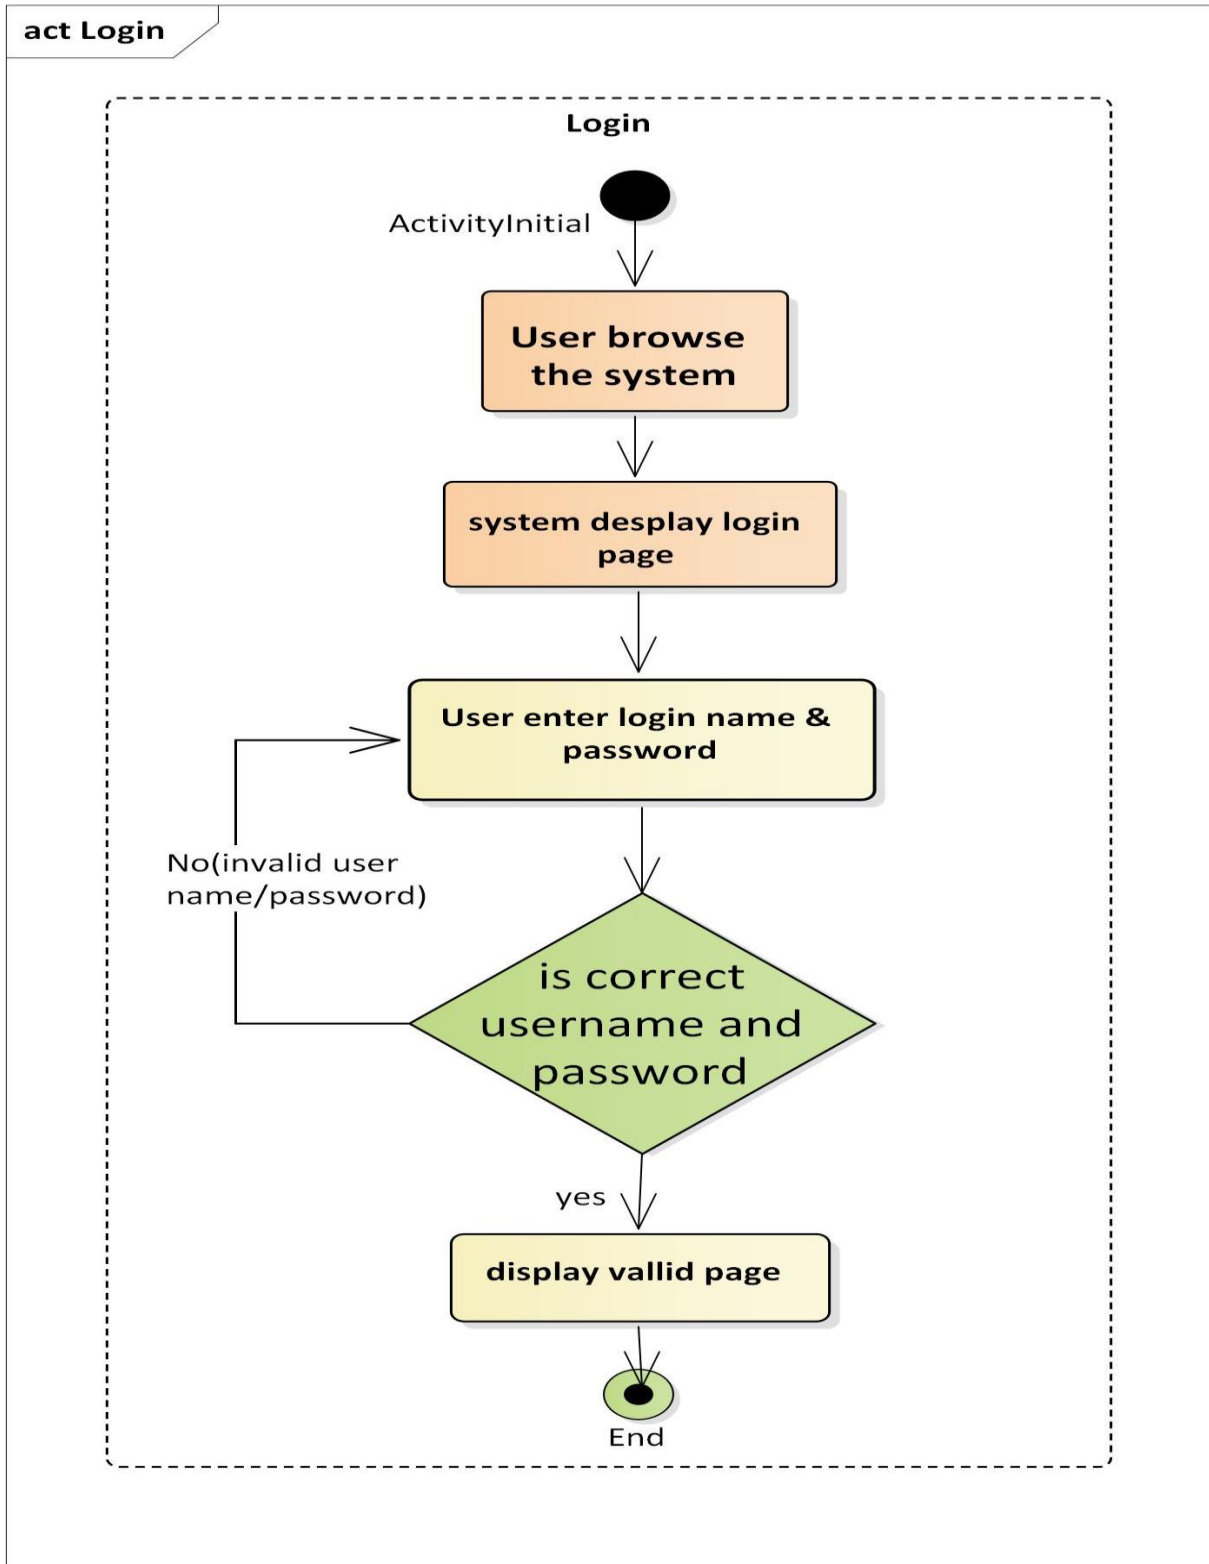 act Login
Login
ActivityInitial
User browse
the system
system desplay login
page
User enter login name &
password
No(invalid user
name/password)
is correct
username and
password
yes
display vallid page
End